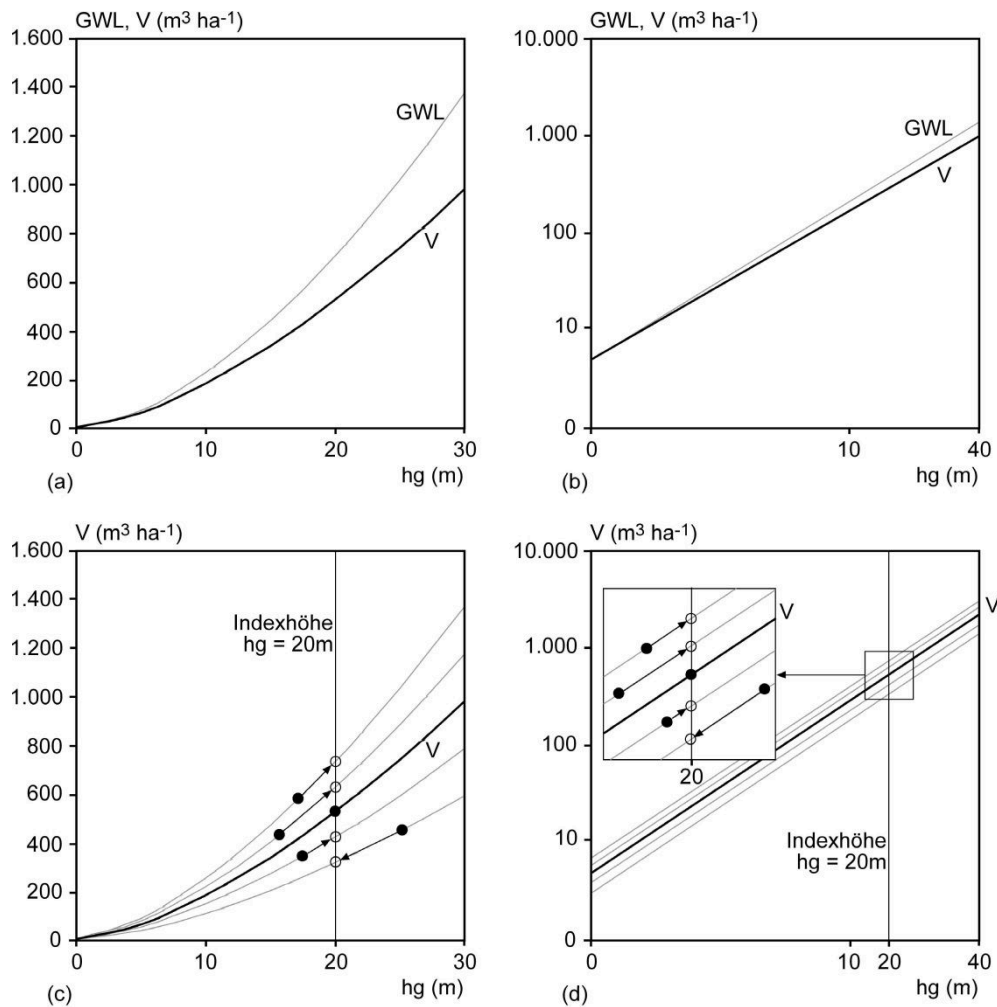 GWL, V (m³ ha-¹)
1.600
1.400
1.200
1.000
800
600
400
200
0
GWL
V
0 10 20 30
hg (m)
(a)
GWL, V (m³ ha-¹)
10.000
1.000
100
10
0
GWL
V
0 10 40
hg (m)
(b)
V (m³ ha-¹)
1.600
1.400
1.200
1.000
800
600
400
200
0
Indexhöhe
hg = 20m
V
0 10 20 30
hg (m)
(c)
V (m³ ha-¹)
10.000
1.000
100
10
0
V
V
20
Indexhöhe
hg = 20m
0 10 20 40
hg (m)
(d)